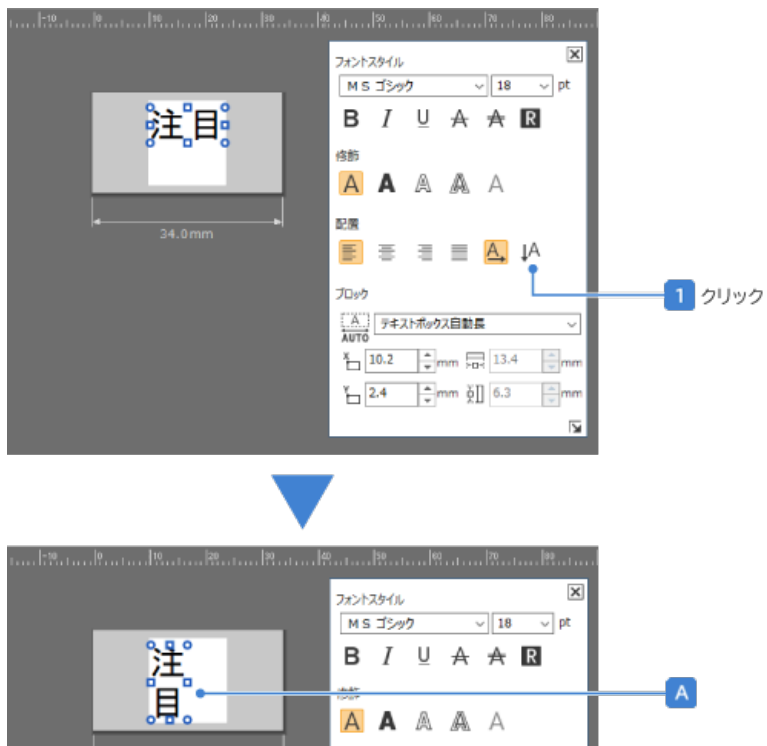 -10 0 10 20 30 40 50 60 70 80
フォントスタイル
MS ゴシック 18 pt
B I U A A R
修飾
A A A A A
配置
A ↓A
1 クリック
ブロック
A AUTO テキストボックス自動長
X 10.2 mm 13.4 mm
Y 2.4 mm 6.3 mm
注目
34.0mm
-10 0 10 20 30 40 50 60 70 80
フォントスタイル
MS ゴシック 18 pt
B I U A A R
修飾
A A A A A
注
目
A